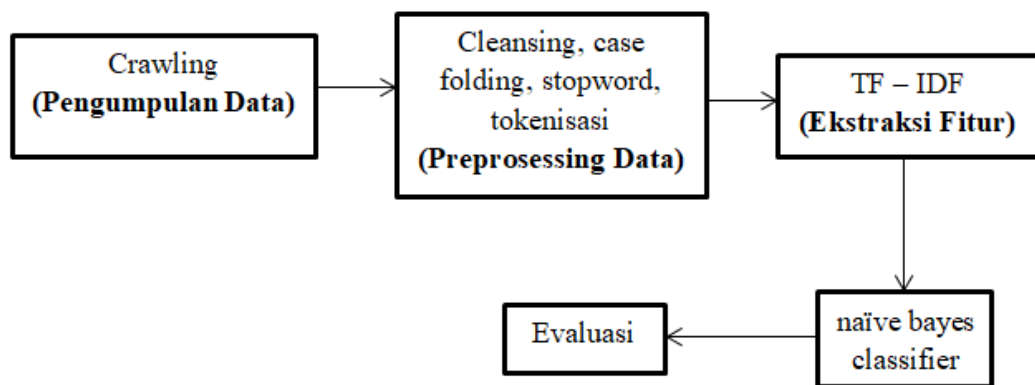 Crawling
(Pengumpulan Data)
Cleansing, case
folding, stopword,
tokenisasi
(Preprosessing Data)
TF – IDF
(Ekstraksi Fitur)
naïve bayes
classifier
Evaluasi